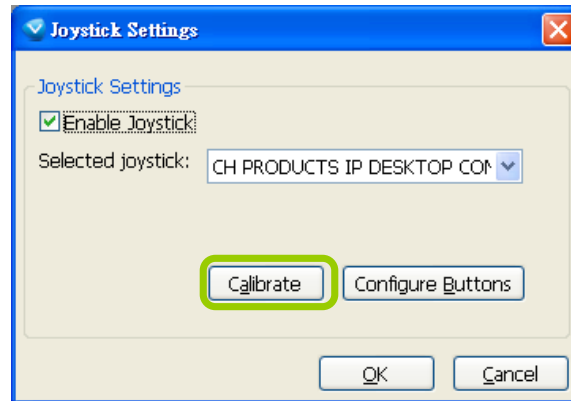 Joystick Settings
Joystick Settings
Enable Joystick
Selected joystick:
CH PRODUCTS IP DESKTOP CON
Calibrate
Configure Buttons
OK
Cancel